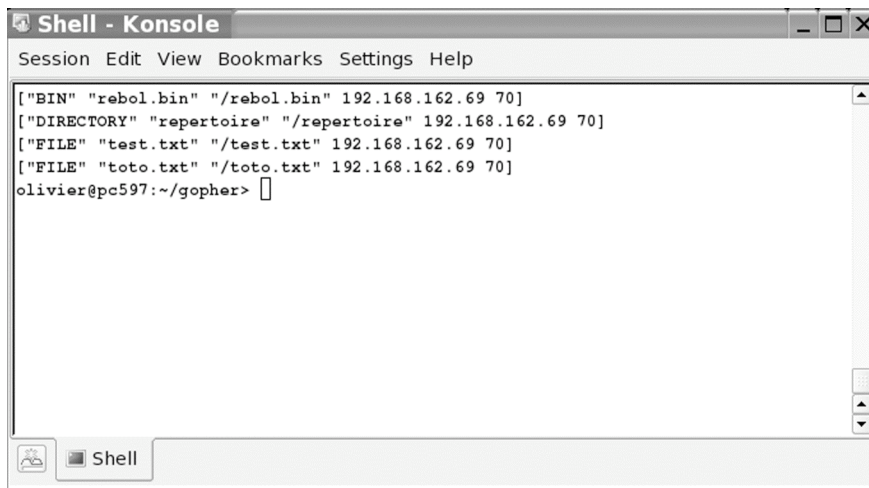 Shell - Konsole
Session Edit View Bookmarks Settings Help
["BIN" "rebol.bin" "/rebol.bin" 192.168.162.69 70]
["DIRECTORY" "repertoire" "/repertoire" 192.168.162.69 70]
["FILE" "test.txt" "/test.txt" 192.168.162.69 70]
["FILE" "toto.txt" "/toto.txt" 192.168.162.69 70]
olivier@pc597:~/gopher>
Shell